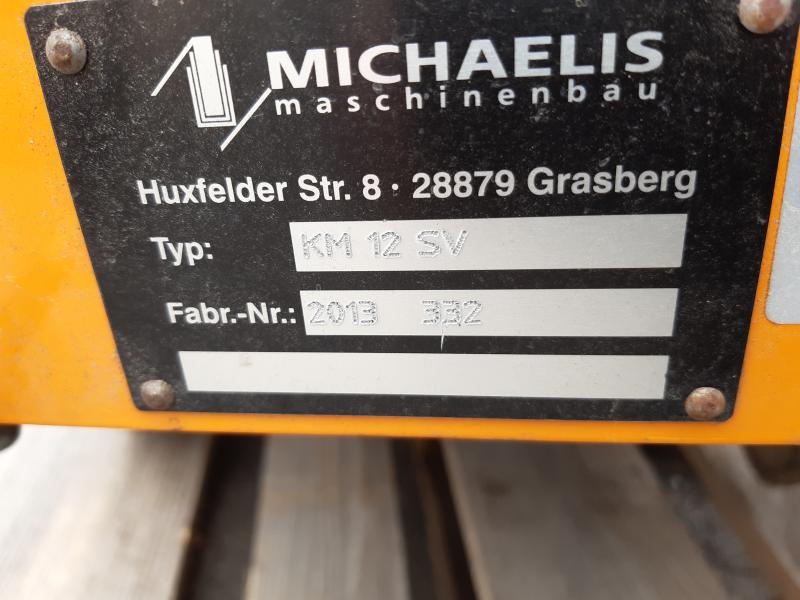 MICHAELIS
maschinenbau
Huxfelder Str. 8 · 28879 Grasberg
Typ: KM 12 SV
Fabr.-Nr.: 2013 332